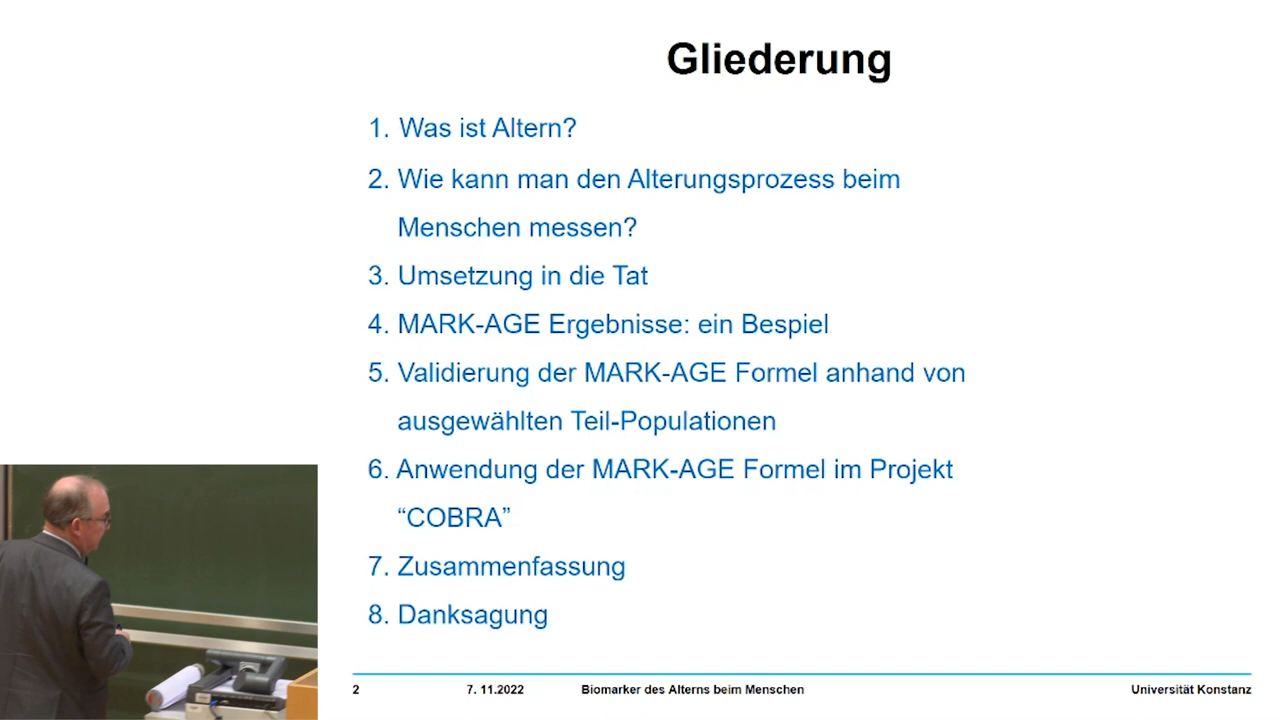 Gliederung
1. Was ist Altern?
2. Wie kann man den Alterungsprozess beim
Menschen messen?
3. Umsetzung in die Tat
4. MARK-AGE Ergebnisse: ein Bespiel
5. Validierung der MARK-AGE Formel anhand von
ausgewählten Teil-Populationen
6. Anwendung der MARK-AGE Formel im Projekt
“COBRA”
7. Zusammenfassung
8. Danksagung
2 7. 11.2022 Biomarker des Alterns beim Menschen Universität Konstanz